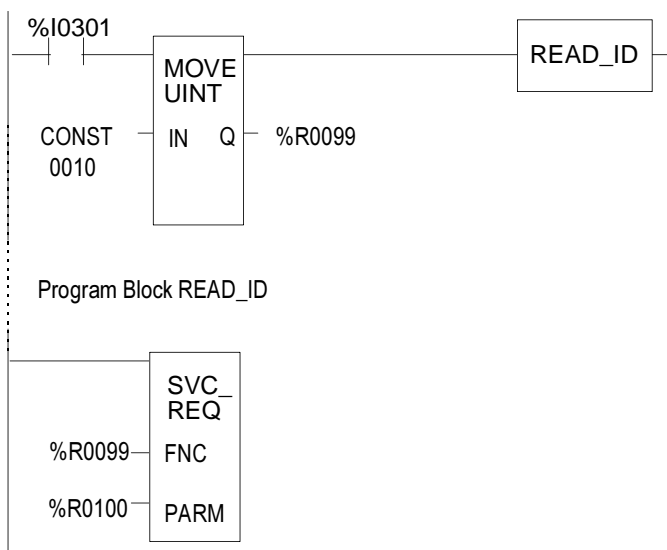 %I0301
MOVE
UINT
READ_ID
CONST
0010
IN Q
%R0099
Program Block READ_ID
SVC_
REQ
%R0099 FNC
%R0100 PARM